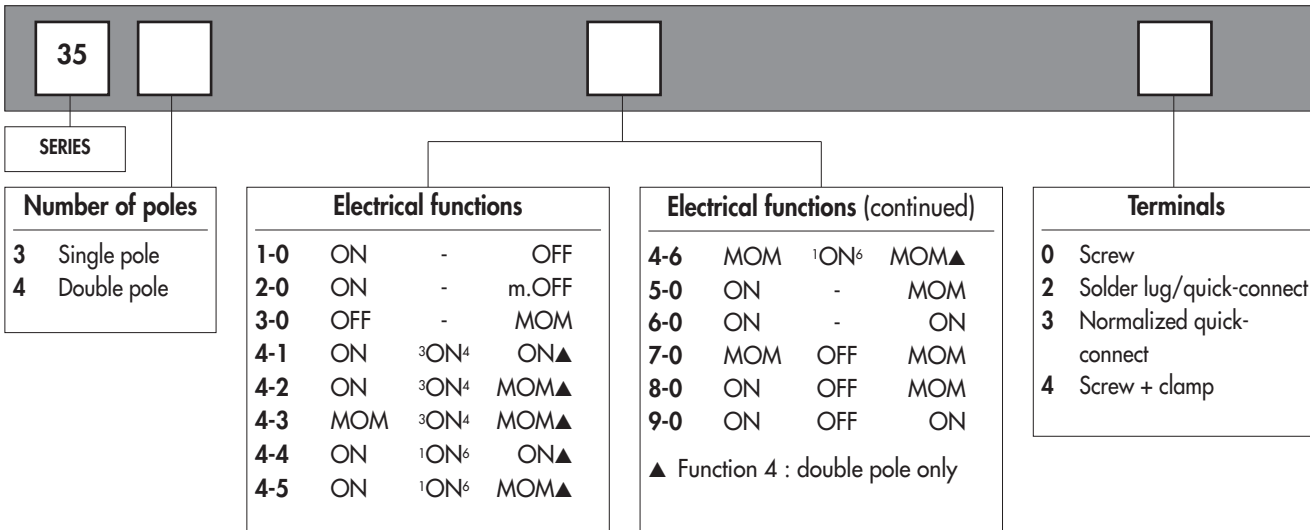 35
SERIES
Number of poles
3 Single pole
4 Double pole
Electrical functions
1-0 ON - OFF
2-0 ON - m.OFF
3-0 OFF - MOM
4-1 ON ³ON⁴ ON▲
4-2 ON ³ON⁴ MOM▲
4-3 MOM ³ON⁴ MOM▲
4-4 ON ¹ON⁶ ON▲
4-5 ON ¹ON⁶ MOM▲
Electrical functions (continued)
4-6 MOM ¹ON⁶ MOM▲
5-0 ON - MOM
6-0 ON - ON
7-0 MOM OFF MOM
8-0 ON OFF MOM
9-0 ON OFF ON
▲ Function 4 : double pole only
Terminals
0 Screw
2 Solder lug/quick-connect
3 Normalized quick-
connect
4 Screw + clamp